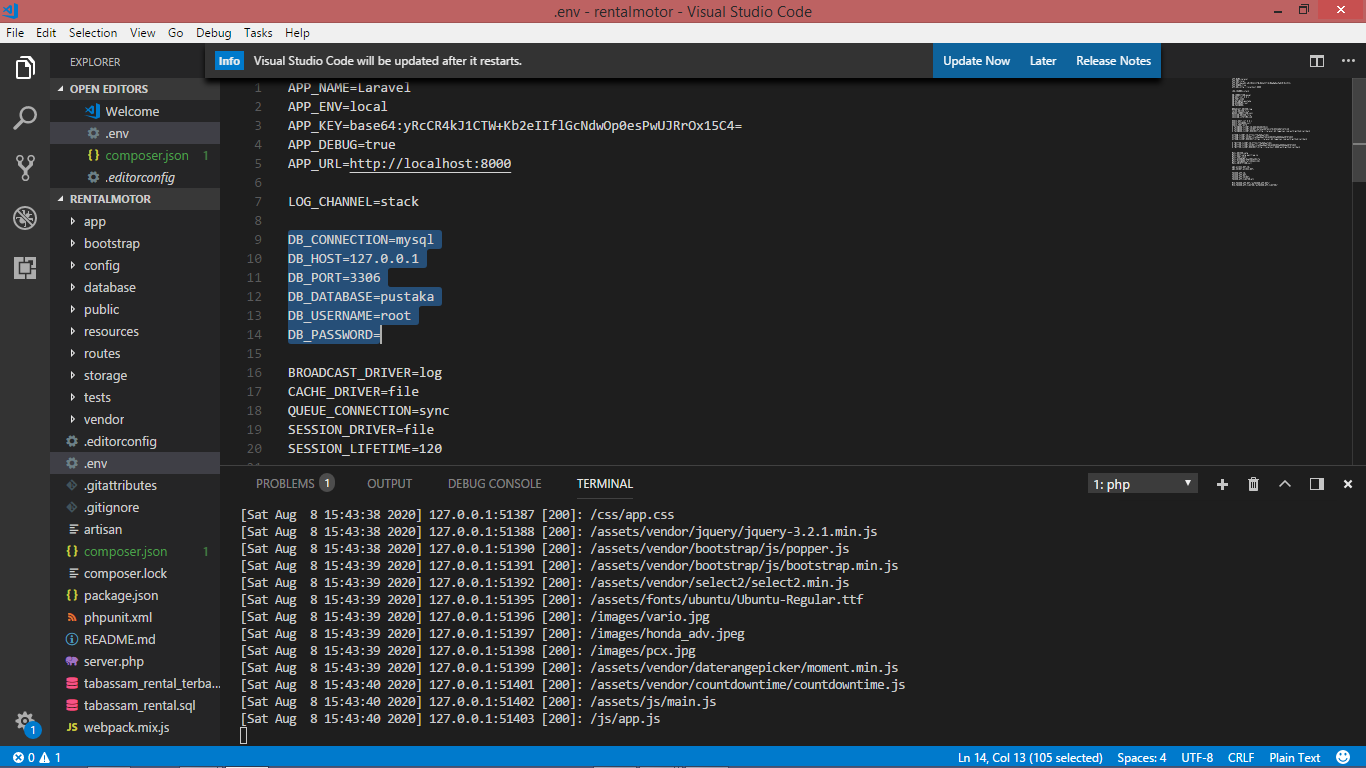 .env - rentalmotor - Visual Studio Code
File Edit Selection View Go Debug Tasks Help
EXPLORER
Info Visual Studio Code will be updated after it restarts. Update Now Later Release Notes
OPEN EDITORS
Welcome
.env
composer.json 1
.editorconfig
RENTALMOTOR
app
bootstrap
config
database
public
resources
routes
storage
tests
vendor
.editorconfig
.env
.gitattributes
.gitignore
artisan
composer.json 1
composer.lock
package.json
phpunit.xml
README.md
server.php
tabassam_rental_terba...
tabassam_rental.sql
JS webpack.mix.js
1
1 APP_NAME=Laravel
2 APP_ENV=local
3 APP_KEY=base64:yRcCR4kJ1CTW+Kb2eIIflGcNdwOp0esPwUJRrOx15C4=
4 APP_DEBUG=true
5 APP_URL=http://localhost:8000
6
7 LOG_CHANNEL=stack
8
9 DB_CONNECTION=mysql
10 DB_HOST=127.0.0.1
11 DB_PORT=3306
12 DB_DATABASE=pustaka
13 DB_USERNAME=root
14 DB_PASSWORD=
15
16 BROADCAST_DRIVER=log
17 CACHE_DRIVER=file
18 QUEUE_CONNECTION=sync
19 SESSION_DRIVER=file
20 SESSION_LIFETIME=120
PROBLEMS 1 OUTPUT DEBUG CONSOLE TERMINAL 1: php
[Sat Aug  8 15:43:38 2020] 127.0.0.1:51387 [200]: /css/app.css
[Sat Aug  8 15:43:38 2020] 127.0.0.1:51388 [200]: /assets/vendor/jquery/jquery-3.2.1.min.js
[Sat Aug  8 15:43:38 2020] 127.0.0.1:51390 [200]: /assets/vendor/bootstrap/js/popper.js
[Sat Aug  8 15:43:39 2020] 127.0.0.1:51391 [200]: /assets/vendor/bootstrap/js/bootstrap.min.js
[Sat Aug  8 15:43:39 2020] 127.0.0.1:51392 [200]: /assets/vendor/select2/select2.min.js
[Sat Aug  8 15:43:39 2020] 127.0.0.1:51395 [200]: /assets/fonts/ubuntu/Ubuntu-Regular.ttf
[Sat Aug  8 15:43:39 2020] 127.0.0.1:51396 [200]: /images/vario.jpg
[Sat Aug  8 15:43:39 2020] 127.0.0.1:51397 [200]: /images/honda_adv.jpeg
[Sat Aug  8 15:43:39 2020] 127.0.0.1:51398 [200]: /images/pcx.jpg
[Sat Aug  8 15:43:39 2020] 127.0.0.1:51399 [200]: /assets/vendor/daterangepicker/moment.min.js
[Sat Aug  8 15:43:40 2020] 127.0.0.1:51401 [200]: /assets/vendor/countdowntime/countdowntime.js
[Sat Aug  8 15:43:40 2020] 127.0.0.1:51402 [200]: /assets/js/main.js
[Sat Aug  8 15:43:40 2020] 127.0.0.1:51403 [200]: /js/app.js
0 1 Ln 14, Col 13 (105 selected) Spaces: 4 UTF-8 CRLF Plain Text